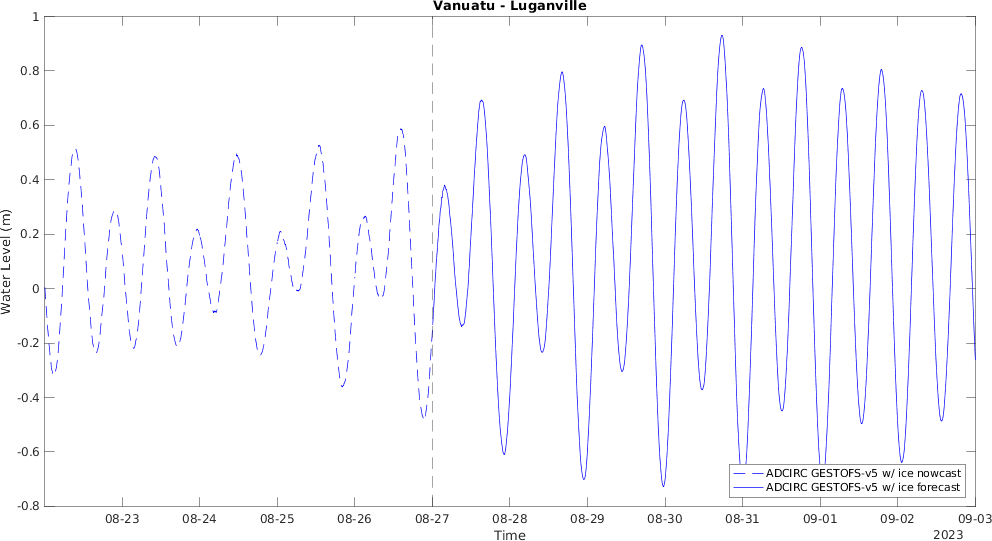 Vanuatu - Luganville
Water Level (m)
1
0.8
0.6
0.4
0.2
0
-0.2
-0.4
-0.6
-0.8
ADCIRC GESTOFS-v5 w/ ice nowcast
ADCIRC GESTOFS-v5 w/ ice forecast
08-23 08-24 08-25 08-26 08-27 08-28 08-29 08-30 08-31 09-01 09-02 09-03
Time
2023